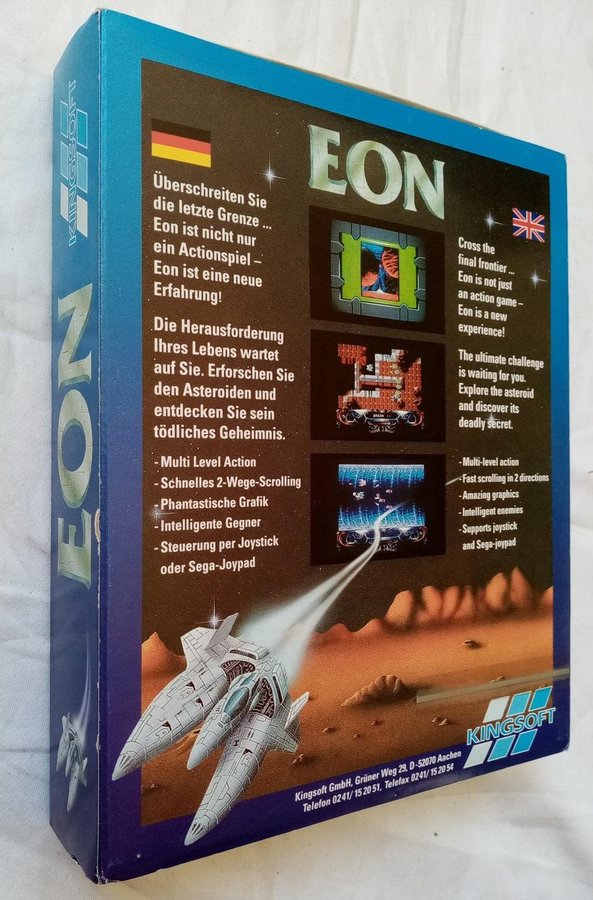 KINGSOFT
EON
EON
Überschreiten Sie
die letzte Grenze ...
Eon ist nicht nur
ein Actionspiel –
Eon ist eine neue
Erfahrung!
Die Herausforderung
Ihres Lebens wartet
auf Sie. Erforschen Sie
den Asteroiden und
entdecken Sie sein
tödliches Geheimnis.
- Multi Level Action
- Schnelles 2-Wege-Scrolling
- Phantastische Grafik
- Intelligente Gegner
- Steuerung per Joystick
oder Sega-Joypad
Cross the
final frontier ...
Eon is not just
an action game –
Eon is a new
experience!
The ultimate challenge
is waiting for you.
Explore the asteroid
and discover its
deadly secret.
- Multi-level action
- Fast scrolling in 2 directions
- Amazing graphics
- Intelligent enemies
- Supports joystick
and Sega-joypad
KINGSOFT
Kingsoft GmbH, Grüner Weg 29, D-52070 Aachen
Telefon 0241/ 15 20 51, Telefax 0241/ 15 20 54